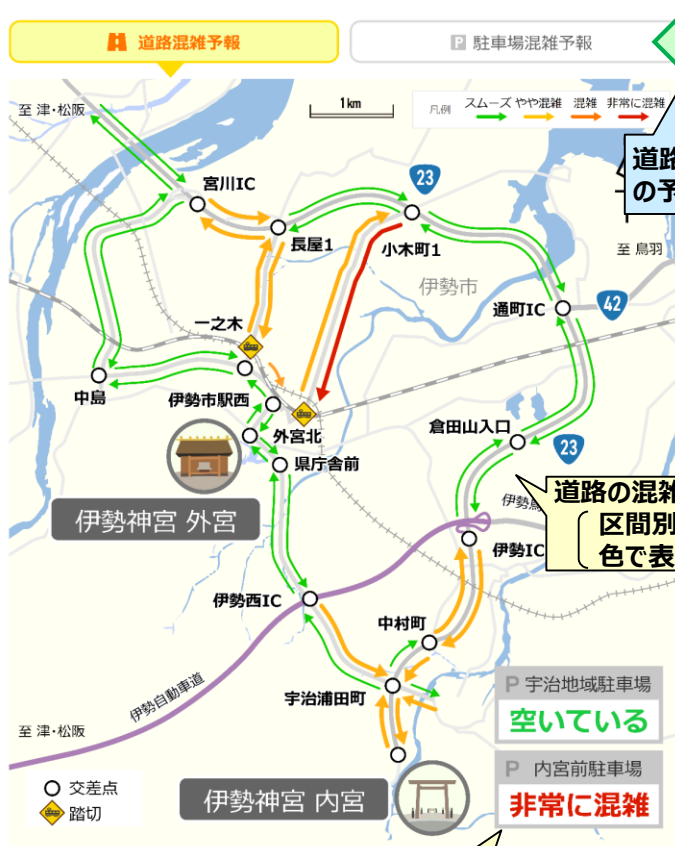 道路混雑予報
P 駐車場混雑予報
至 津・松阪
1km
凡例 スムーズ やや混雑 混雑 非常に混雑
道路
の予
宮川IC
23
長屋1
小木町1
至 鳥羽
伊勢市
通町IC
42
一之木
中島
伊勢市駅西
外宮北
倉田山入口
23
県庁舎前
伊勢神宮 外宮
道路の混雑
区間別
色で表
伊勢
伊勢IC
伊勢西IC
中村町
伊勢自動車道
宇治浦田町
P 宇治地域駐車場
空いている
至 津・松阪
P 内宮前駐車場
非常に混雑
交差点
踏切
伊勢神宮 内宮